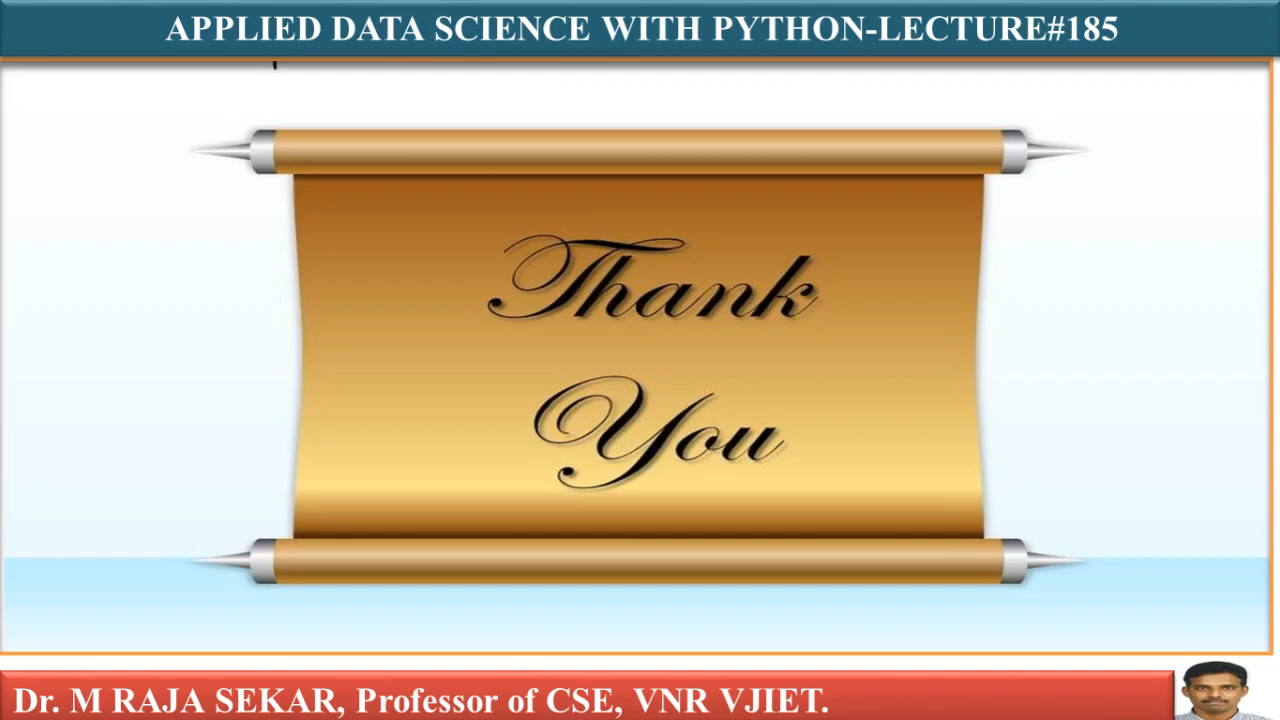 APPLIED DATA SCIENCE WITH PYTHON-LECTURE#185
Thank
You
Dr. M RAJA SEKAR, Professor of CSE, VNR VJIET.